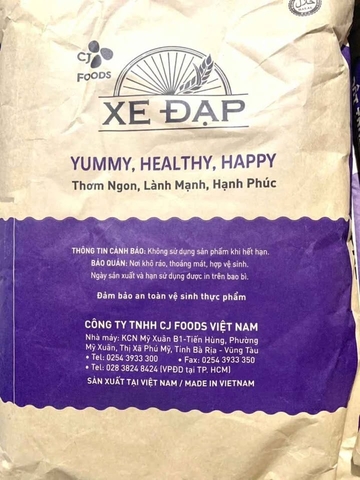 CJ
FOODS
XE ĐẠP
YUMMY, HEALTHY, HAPPY
Thơm Ngon, Lành Mạnh, Hạnh Phúc
THÔNG TIN CẢNH BÁO: Không sử dụng sản phẩm khi hết hạn.
BẢO QUẢN: Nơi khô ráo, thoáng mát, hợp vệ sinh.
Ngày sản xuất và hạn sử dụng được in trên bao bì.
Đảm bảo an toàn vệ sinh thực phẩm
CÔNG TY TNHH CJ FOODS VIỆT NAM
Nhà máy: KCN Mỹ Xuân B1-Tiến Hùng, Phường
Mỹ Xuân, Thị Xã Phú Mỹ, Tỉnh Bà Rịa - Vũng Tàu
• Tel: 0254 3933 300 • Fax: 0254 3933 350
• Tel: 028 3824 8424 (VPĐD tại TP. HCM)
SẢN XUẤT TẠI VIỆT NAM / MADE IN VIETNAM